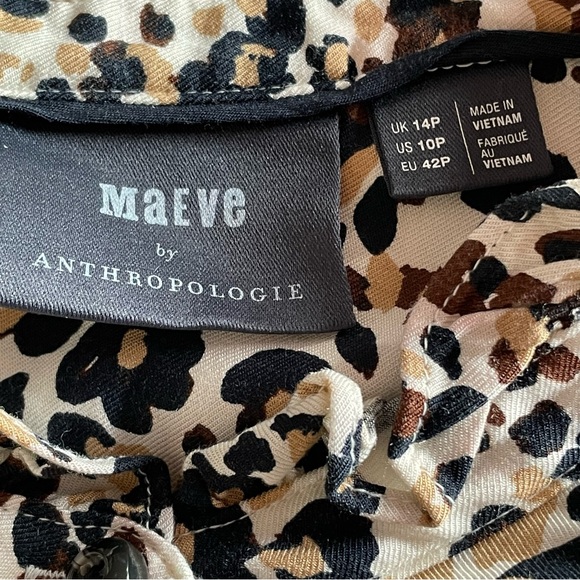 MaEVe
by
ANTHROPOLOGIE
UK 14P
US 10P
EU 42P
MADE IN
VIETNAM
FABRIQUÉ
AU
VIETNAM